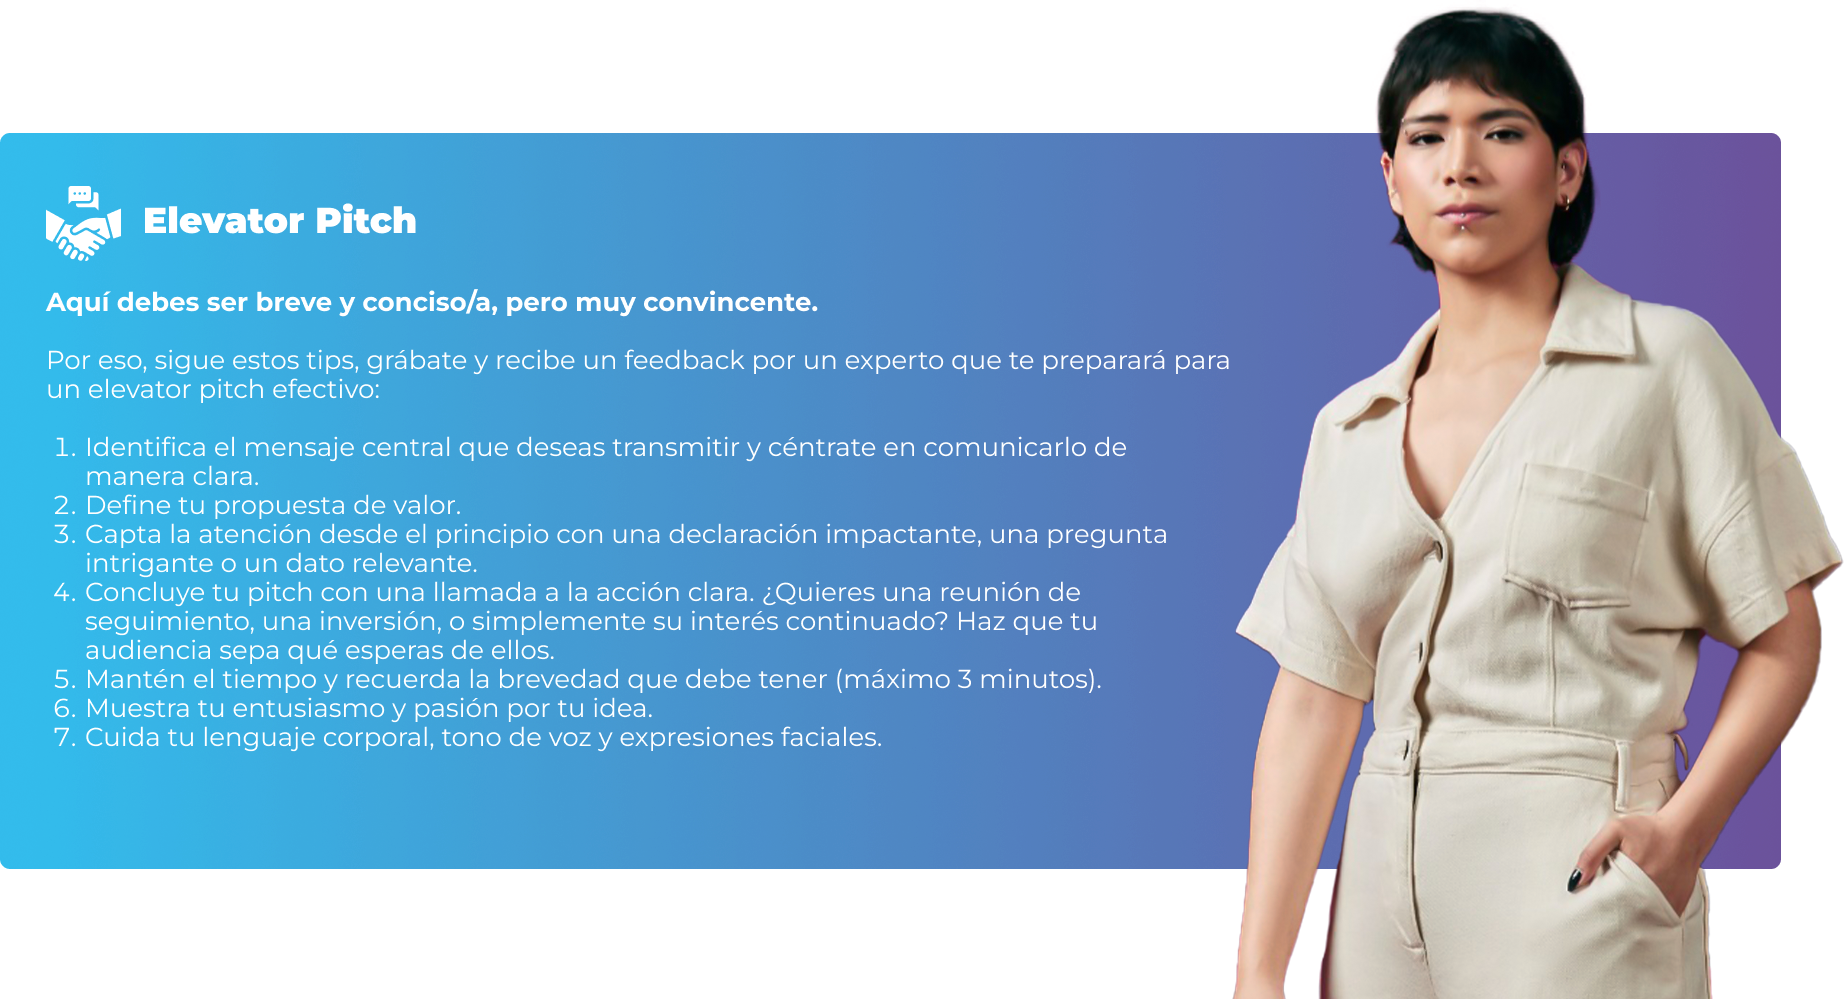 Elevator Pitch
Aquí debes ser breve y conciso/a, pero muy convincente.
Por eso, sigue estos tips, grábate y recibe un feedback por un experto que te preparará para
un elevator pitch efectivo:
1. Identifica el mensaje central que deseas transmitir y céntrate en comunicarlo de
manera clara.
2. Define tu propuesta de valor.
3. Capta la atención desde el principio con una declaración impactante, una pregunta
intrigante o un dato relevante.
4. Concluye tu pitch con una llamada a la acción clara. ¿Quieres una reunión de
seguimiento, una inversión, o simplemente su interés continuado? Haz que tu
audiencia sepa qué esperas de ellos.
5. Mantén el tiempo y recuerda la brevedad que debe tener (máximo 3 minutos).
6. Muestra tu entusiasmo y pasión por tu idea.
7. Cuida tu lenguaje corporal, tono de voz y expresiones faciales.